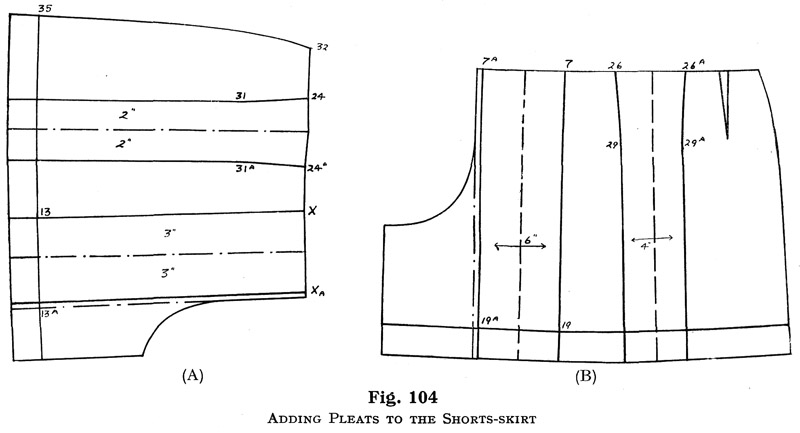 35
32
31
24
2"
2"
31A
24A
13
X
3"
3"
XA
13A
(A)
7A
7
26
26A
29
29A
6"
4"
19A
19
(B)
Fig. 104
Adding Pleats to the Shorts-skirt